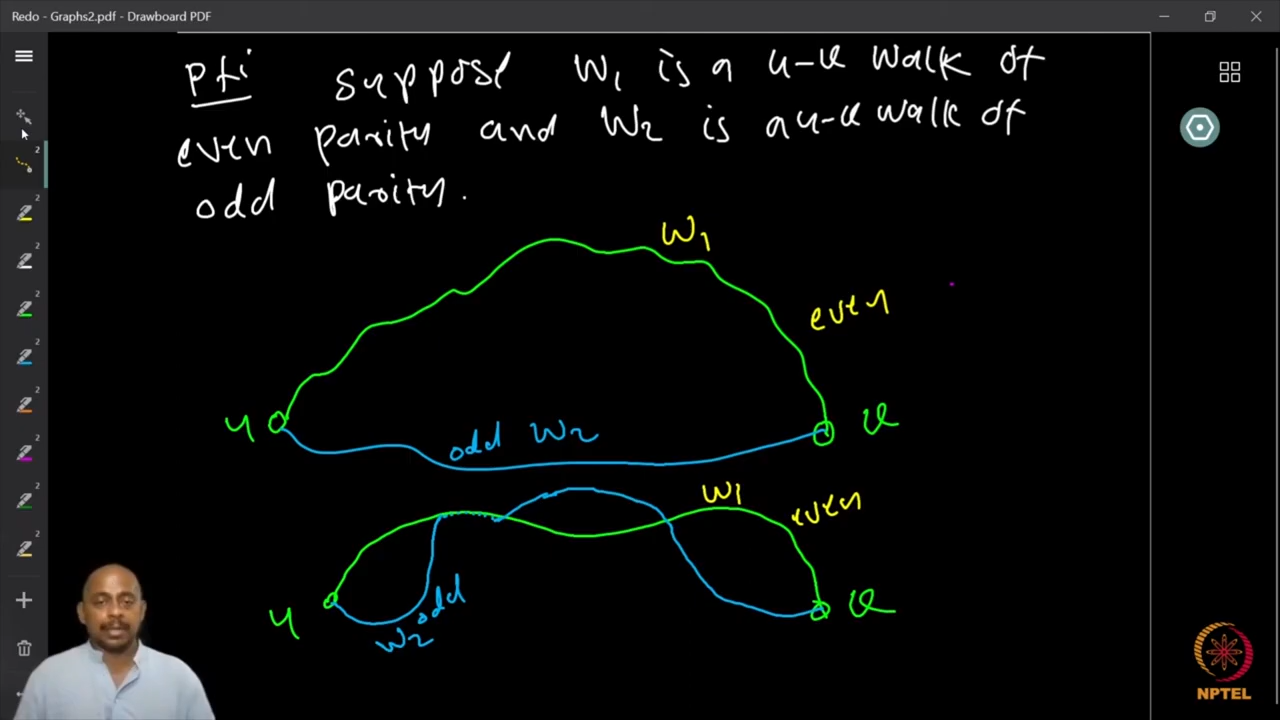 Redo - Graphs2.pdf - Drawboard PDF
Pf: suppose W1 is a u-v walk of
even parity and W2 is a u-v walk of
odd parity.
W1
even
u
odd W2
v
W1
even
u
W2
odd
v
NPTEL